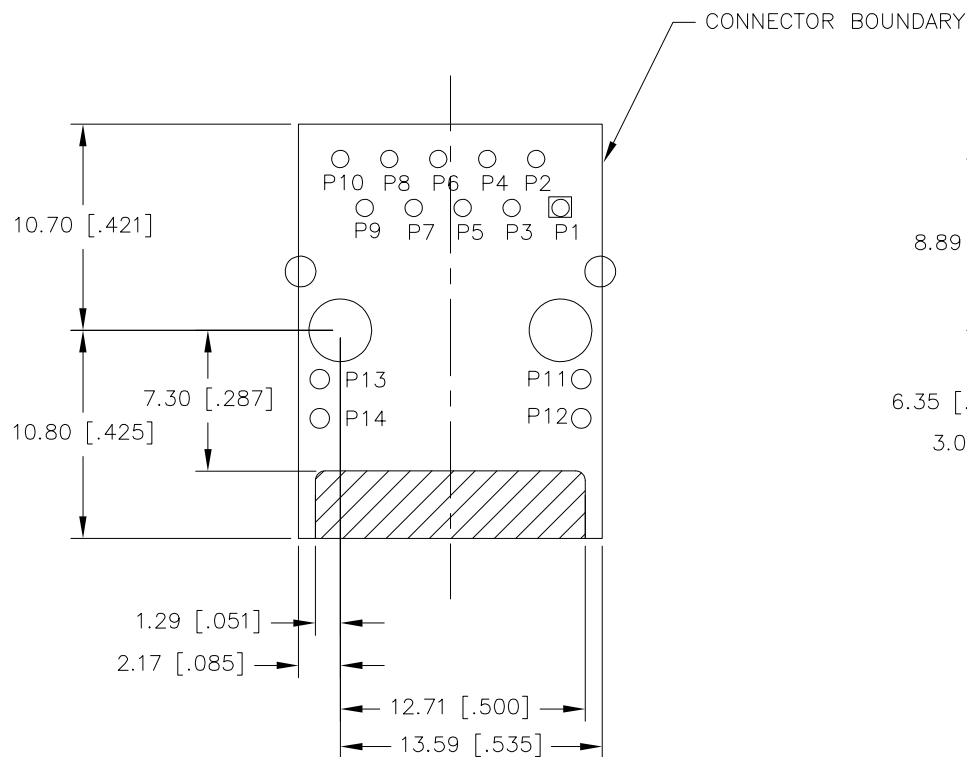 CONNECTOR BOUNDARY
P10 P8 P6 P4 P2
P9 P7 P5 P3 P1
10.70 [.421]
8.89
P13 P11
7.30 [.287]
6.35 [.
P14 P12
10.80 [.425]
3.0
1.29 [.051]
2.17 [.085]
12.71 [.500]
13.59 [.535]